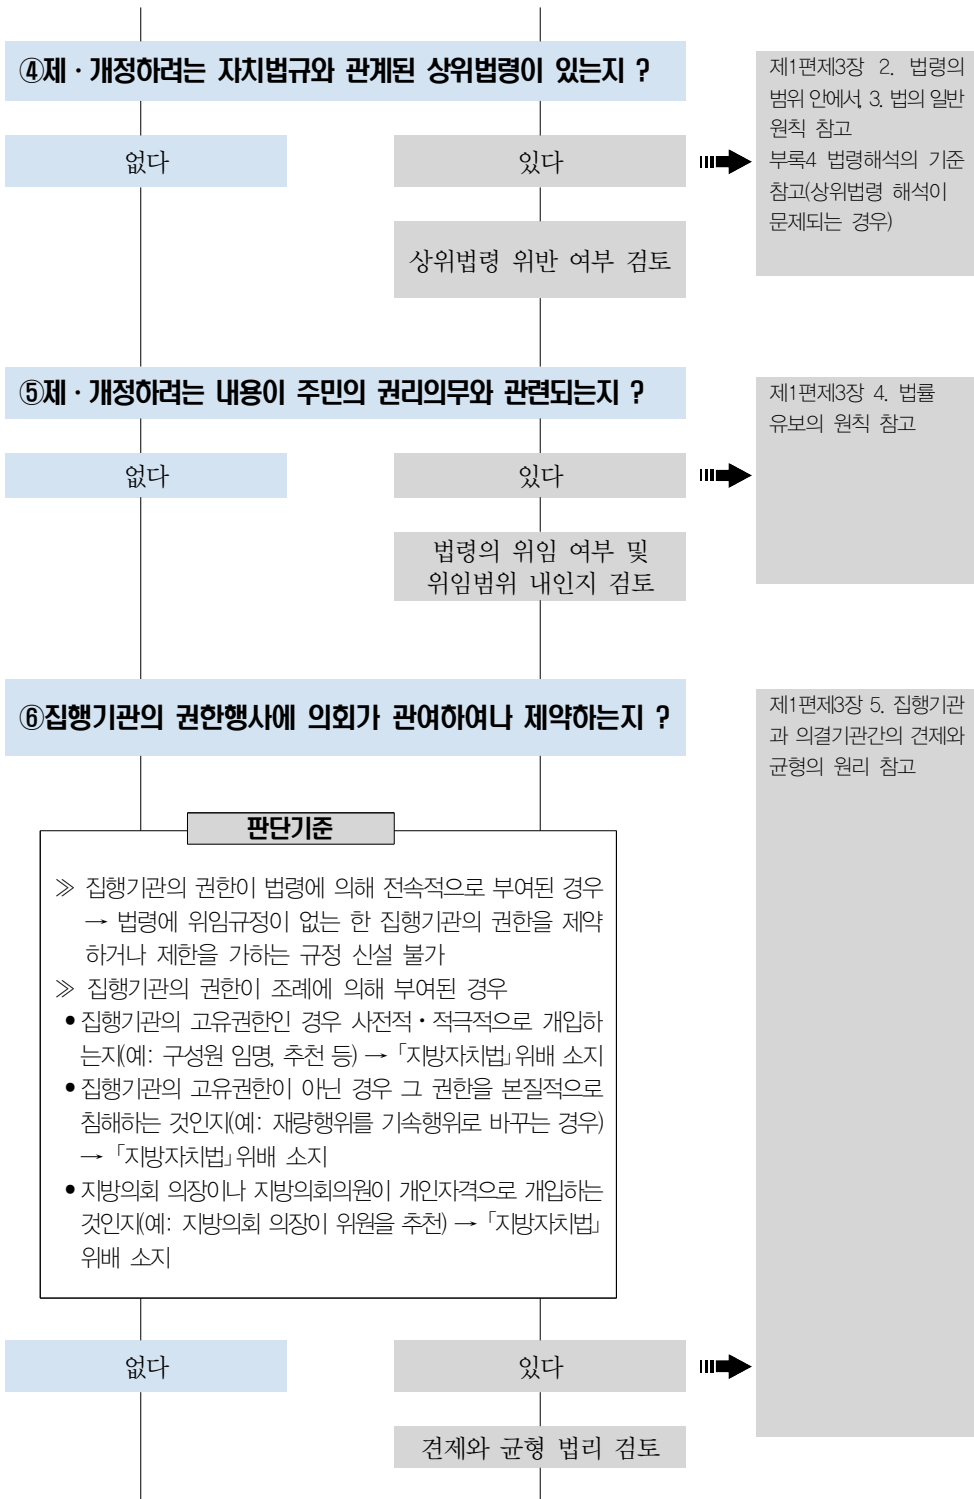 ④제·개정하려는 자치법규와 관계된 상위법령이 있는지 ?
제1편제3장 2. 법령의
범위 안에서, 3. 법의 일반
원칙 참고
부록4 법령해석의 기준
참고(상위법령 해석이
문제되는 경우)
없다
있다
상위법령 위반 여부 검토
⑤제·개정하려는 내용이 주민의 권리의무와 관련되는지 ?
제1편제3장 4. 법률
유보의 원칙 참고
없다
있다
법령의 위임 여부 및
위임범위 내인지 검토
⑥집행기관의 권한행사에 의회가 관여하여나 제약하는지 ?
제1편제3장 5. 집행기관
과 의결기관간의 견제와
균형의 원리 참고
판단기준
≫ 집행기관의 권한이 법령에 의해 전속적으로 부여된 경우
→ 법령에 위임규정이 없는 한 집행기관의 권한을 제약
하거나 제한을 가하는 규정 신설 불가
≫ 집행기관의 권한이 조례에 의해 부여된 경우
•집행기관의 고유권한인 경우 사전적·적극적으로 개입하
는지(예: 구성원 임명, 추천 등) →「지방자치법」위배 소지
•집행기관의 고유권한이 아닌 경우 그 권한을 본질적으로
침해하는 것인지(예: 재량행위를 기속행위로 바꾸는 경우)
→「지방자치법」위배 소지
•지방의회 의장이나 지방의회의원이 개인자격으로 개입하는
것인지(예: 지방의회 의장이 위원을 추천) →「지방자치법」
위배 소지
없다
있다
견제와 균형 법리 검토